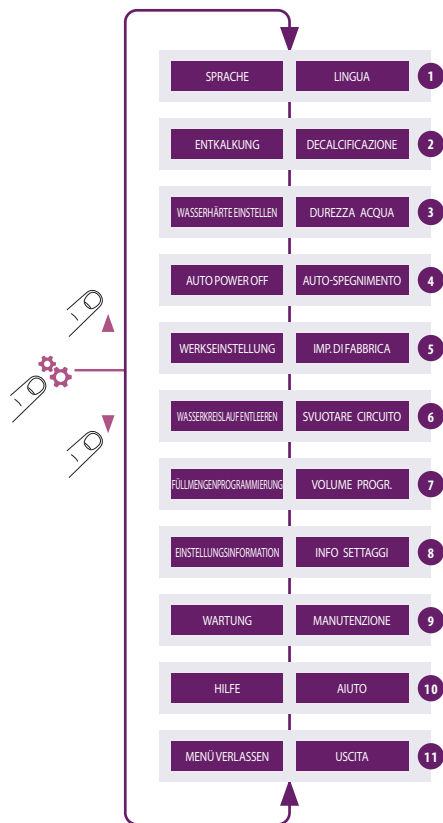 SPRACHE LINGUA 1
ENTKALKUNG DECALCIFICAZIONE 2
WASSERHÄRTE EINSTELLEN DUREZZA ACQUA 3
AUTO POWER OFF AUTO-SPEGNIMENTO 4
WERKSEINSTELLUNG IMP. DI FABBRICA 5
WASSERKREISLAUF ENTLEEREN SVUOTARE CIRCUITO 6
FÜLLMENGENPROGRAMMIERUNG VOLUME PROGR. 7
EINSTELLUNGSINFORMATION INFO SETTAGGI 8
WARTUNG MANUTENZIONE 9
HILFE AIUTO 10
MENÜ VERLASSEN USCITA 11